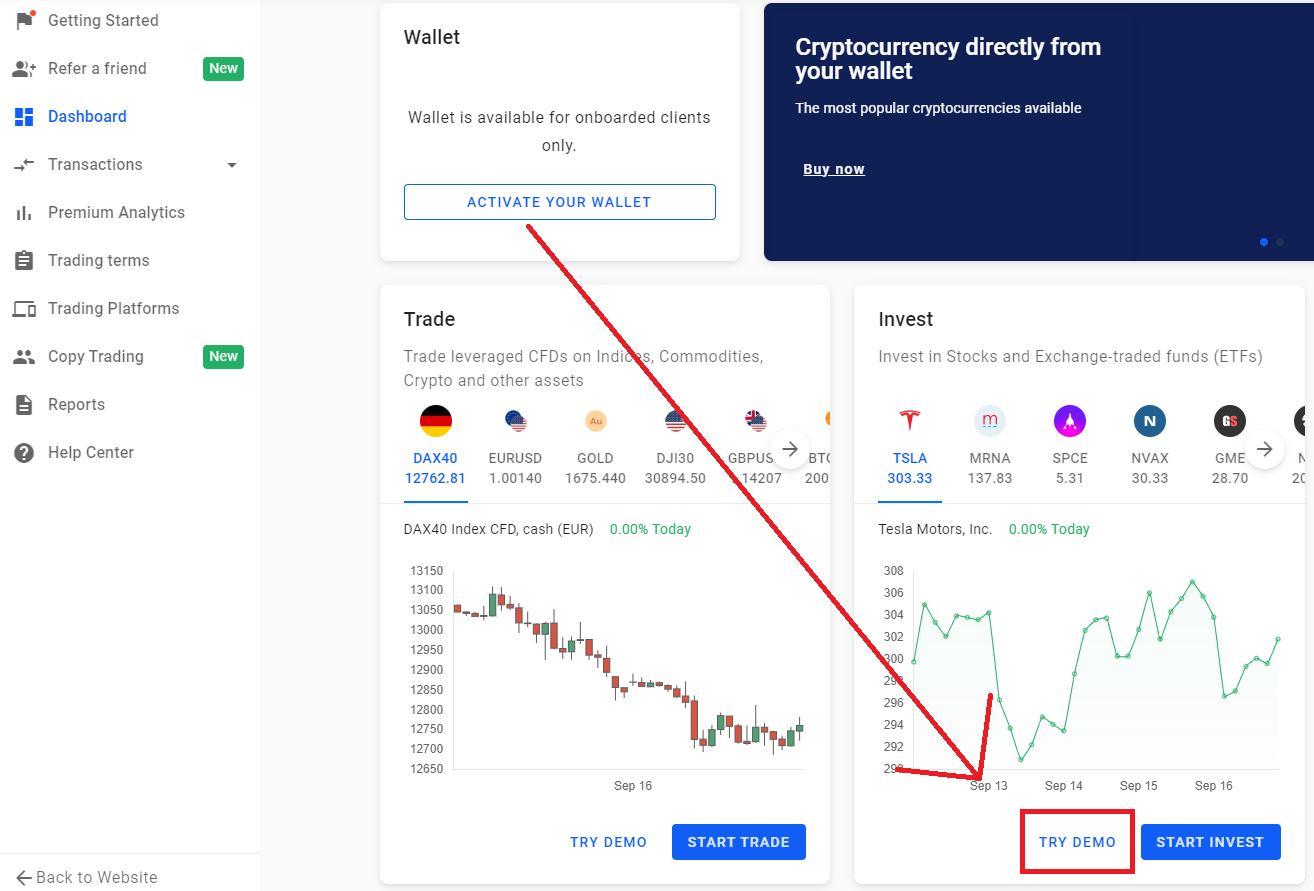 Getting Started
Refer a friend
New
Dashboard
Transactions
Premium Analytics
Trading terms
Trading Platforms
Copy Trading
New
Reports
Help Center
Back to Website
Wallet
Wallet is available for onboarded clients
only.
ACTIVATE YOUR WALLET
Cryptocurrency directly from
your wallet
The most popular cryptocurrencies available
Buy now
Trade
Trade leveraged CFDs on Indices, Commodities,
Crypto and other assets
Au
DAX40 EURUSD GOLD DJI30 GBPUS BTC
12762.81 1.00140 1675.440 30894.50 1.14207 200
DAX40 Index CFD, cash (EUR) 0.00% Today
13150
13100
13050
13000
12950
12900
12850
12800
12750
12700
12650
Sep 16
TRY DEMO
START TRADE
Invest
Invest in Stocks and Exchange-traded funds (ETFs)
m
N
GS
TSLA MRNA SPCE NVAX GME N
303.33 137.83 5.31 30.33 28.70 20
Tesla Motors, Inc. 0.00% Today
308
306
304
302
300
298
296
294
292
Sep 13 Sep 14 Sep 15 Sep 16
TRY DEMO
START INVEST